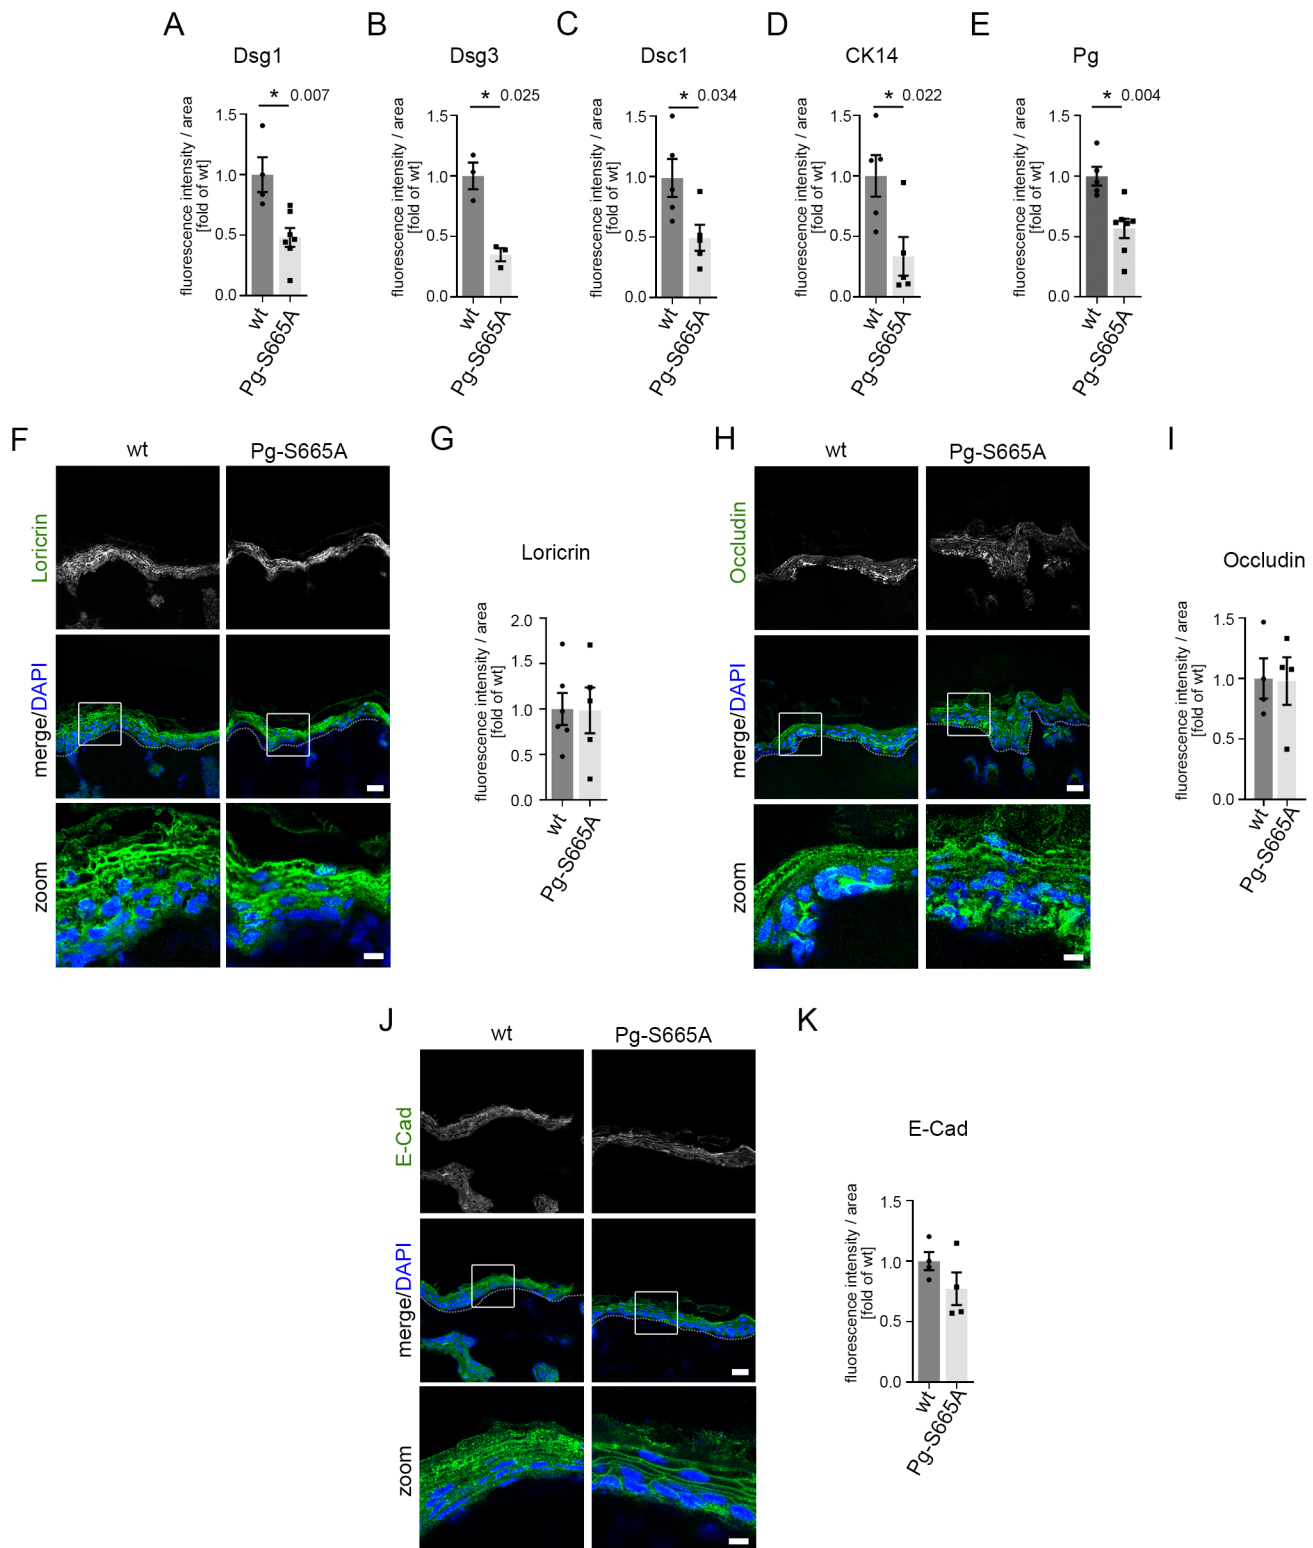 A
B
C
D
E
Dsg1
Dsg3
Dsc1
CK14
Pg
* 0.007
* 0.025
* 0.034
* 0.022
* 0.004
fluorescence intensity / area
[fold of wt]
1.5
1.0
0.5
0.0
wt
Pg-S665A
fluorescence intensity / area
[fold of wt]
1.5
1.0
0.5
0.0
wt
Pg-S665A
fluorescence intensity / area
[fold of wt]
1.5
1.0
0.5
0.0
wt
Pg-S665A
fluorescence intensity / area
[fold of wt]
1.5
1.0
0.5
0.0
wt
Pg-S665A
fluorescence intensity / area
[fold of wt]
1.5
1.0
0.5
0.0
wt
Pg-S665A
F
wt
Pg-S665A
Loricrin
merge/DAPI
zoom
G
Loricrin
fluorescence intensity / area
[fold of wt]
2.0
1.5
1.0
0.5
0.0
wt
Pg-S665A
H
wt
Pg-S665A
Occludin
merge/DAPI
zoom
I
Occludin
fluorescence intensity / area
[fold of wt]
1.5
1.0
0.5
0.0
wt
Pg-S665A
J
wt
Pg-S665A
E-Cad
merge/DAPI
zoom
K
E-Cad
fluorescence intensity / area
[fold of wt]
1.5
1.0
0.5
0.0
wt
Pg-S665A